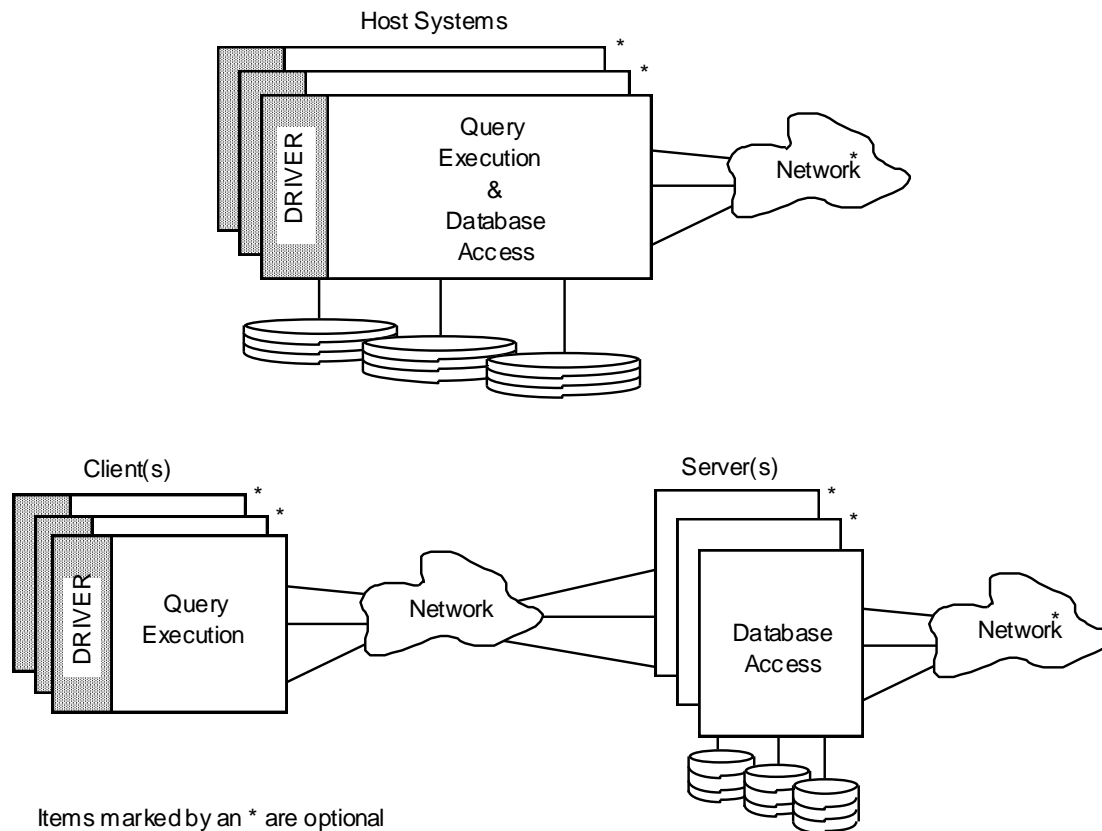 Host Systems
*
*
DRIVER
Query
Execution
&
Database
Access
Network*
Client(s)
*
*
DRIVER
Query
Execution
Network
Server(s)
*
*
Database
Access
Network*
Items marked by an * are optional